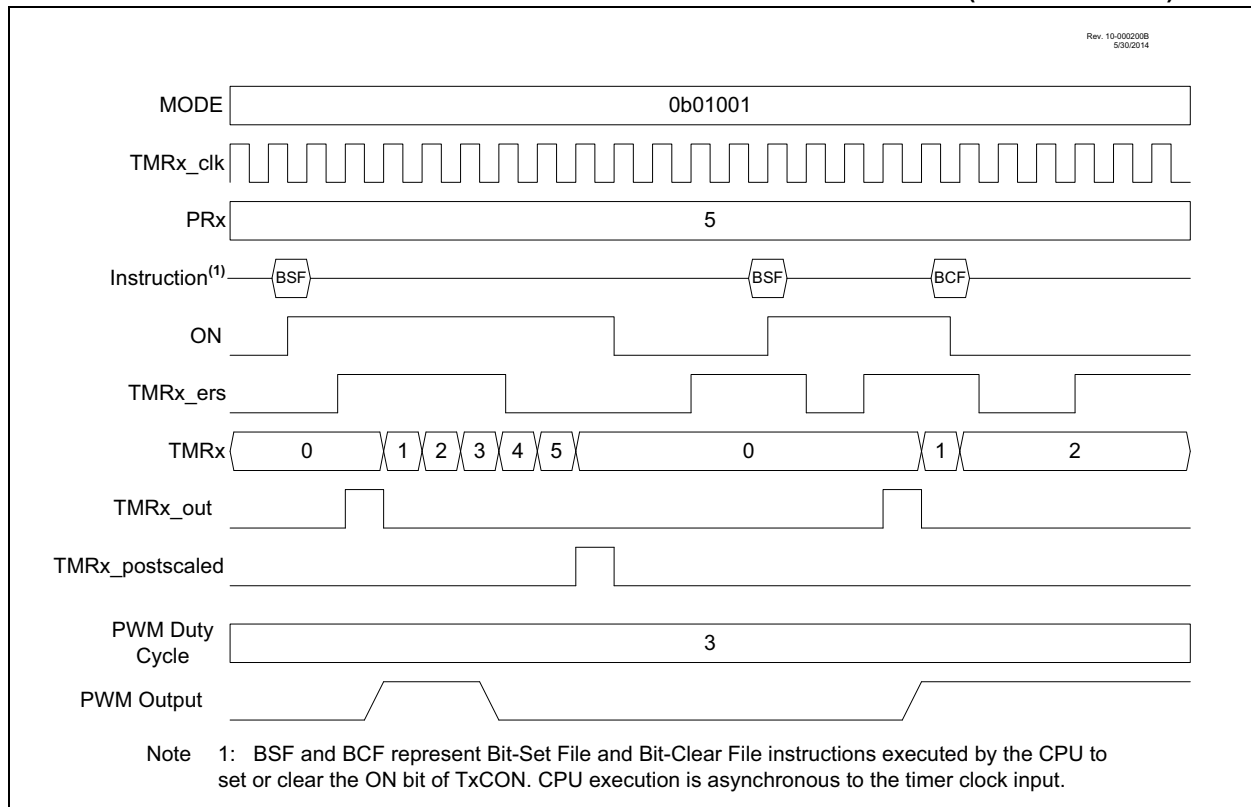 Rev. 10-000200B
5/30/2014
MODE 0b01001
TMRx_clk
PRx 5
Instruction(1) BSF BSF BCF
ON
TMRx_ers
TMRx 0 1 2 3 4 5 0 1 2
TMRx_out
TMRx_postscaled
PWM Duty
Cycle 3
PWM Output
Note 1: BSF and BCF represent Bit-Set File and Bit-Clear File instructions executed by the CPU to
set or clear the ON bit of TxCON. CPU execution is asynchronous to the timer clock input.